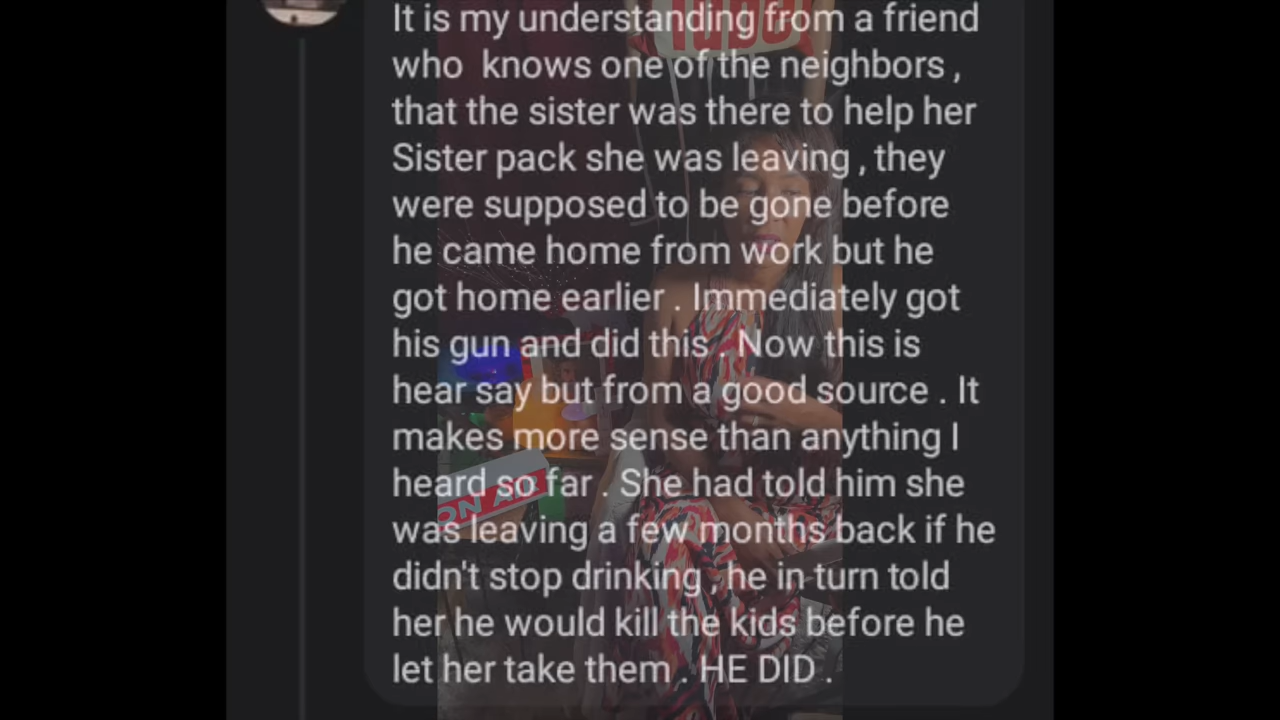 TUDO
It is my understanding from a friend
who knows one of the neighbors ,
that the sister was there to help her
Sister pack she was leaving , they
were supposed to be gone before
he came home from work but he
got home earlier . Immediately got
his gun and did this . Now this is
hear say but from a good source . It
makes more sense than anything I
heard so far . She had told him she
was leaving a few months back if he
didn't stop drinking , he in turn told
her he would kill the kids before he
let her take them . HE DID .
ON AIR